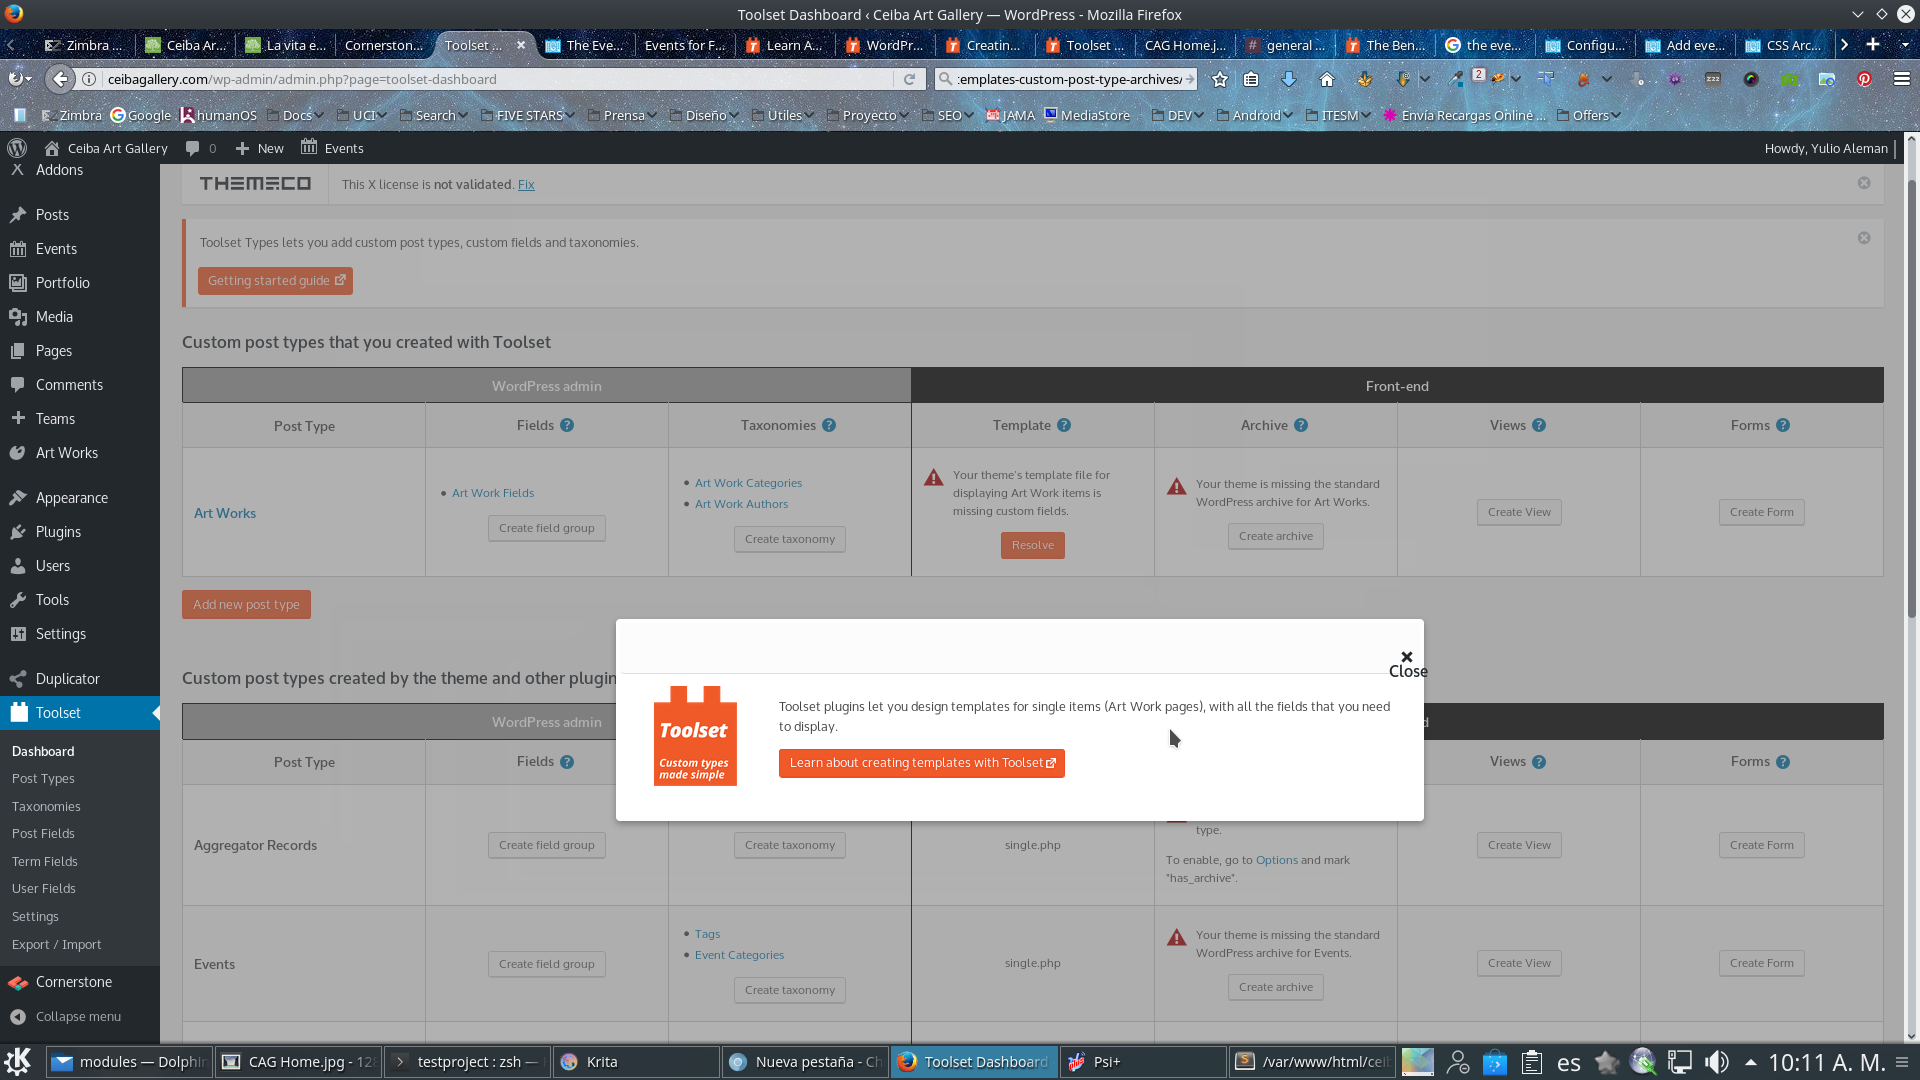 Toolset Dashboard ‹ Ceiba Art Gallery — WordPress - Mozilla Firefox
Zimbra ...
Ceiba Ar...
La vita e...
Cornerston...
Toolset ...
The Eve...
Events for F...
Learn A...
WordPr...
Creatin...
Toolset ...
CAG Home.j...
general ...
The Ben...
the eve...
Configu...
Add eve...
CSS Arc...
ceibagallery.com/wp-admin/admin.php?page=toolset-dashboard
:emplates-custom-post-type-archives/
2
Zimbra
Google
humanOS
Docs
UCI
Search
FIVE STARS
Prensa
Diseño
Útiles
Proyecto
SEO
JAMA
MediaStore
DEV
Android
ITESM
Envía Recargas Onliné ...
Offers
Ceiba Art Gallery
0
New
Events
Howdy, Yulio Aleman
Addons
Posts
Events
Portfolio
Media
Pages
Comments
Teams
Art Works
Appearance
Plugins
Users
Tools
Settings
Duplicator
Toolset
Dashboard
Post Types
Taxonomies
Post Fields
Term Fields
User Fields
Settings
Export / Import
Cornerstone
Collapse menu
THEMECO
This X license is not validated. Fix
Toolset Types lets you add custom post types, custom fields and taxonomies.
Getting started guide
Custom post types that you created with Toolset
WordPress admin
Front-end
Post Type
Fields ?
Taxonomies ?
Template ?
Archive ?
Views ?
Forms ?
Art Works
Art Work Fields
Create field group
Art Work Categories
Art Work Authors
Create taxonomy
Your theme's template file for
displaying Art Work items is
missing custom fields.
Resolve
Your theme is missing the standard
WordPress archive for Art Works.
Create archive
Create View
Create Form
Add new post type
Close
Toolset
Custom types
made simple
Toolset plugins let you design templates for single items (Art Work pages), with all the fields that you need
to display.
Learn about creating templates with Toolset
Custom post types created by the theme and other plugin
WordPress admin
d
Post Type
Fields ?
Views ?
Forms ?
Aggregator Records
Create field group
Create taxonomy
single.php
type.
To enable, go to Options and mark
"has_archive".
Create View
Create Form
Events
Create field group
Tags
Event Categories
Create taxonomy
single.php
Your theme is missing the standard
WordPress archive for Events.
Create archive
Create View
Create Form
modules — Dolphin
CAG Home.jpg - 12
testproject : zsh —
Krita
Nueva pestaña - Ch
Toolset Dashboard
Psi+
/var/www/html/cei
es
10:11 A. M.